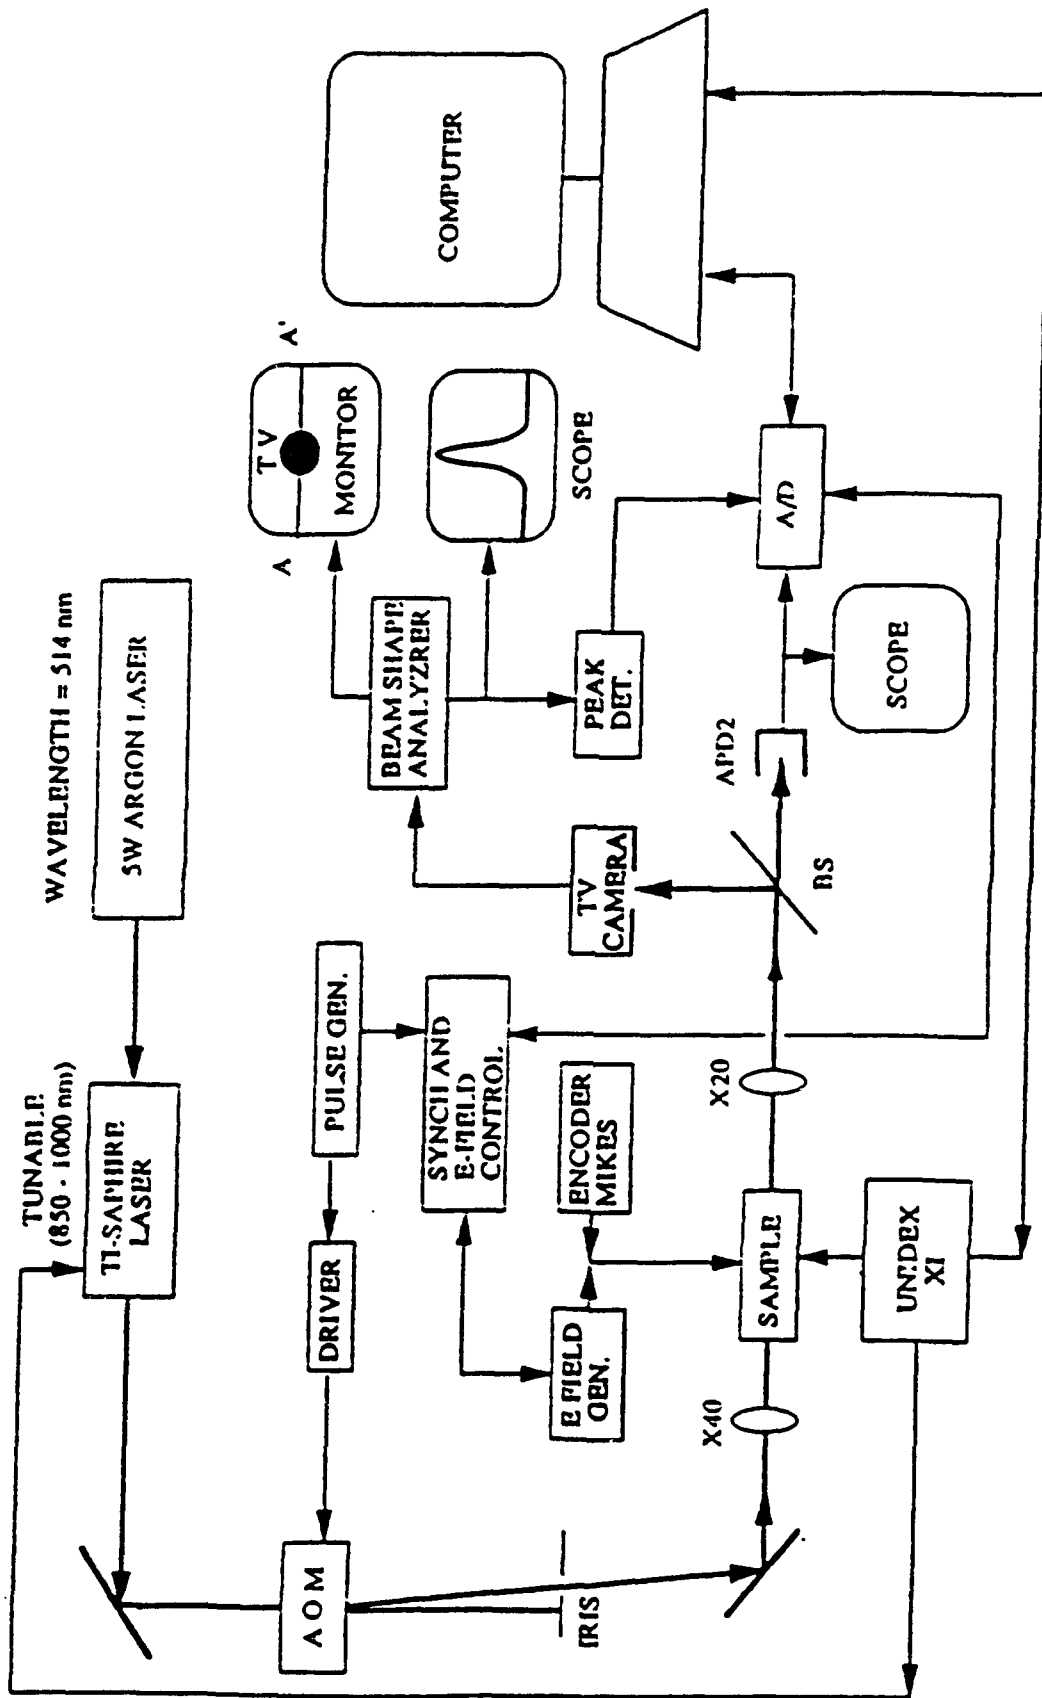 WAVELENGTH = 514 nm
5W ARGON LASER
TUNABLE
(850 - 1000 nm)
TI-SAPHIRE
LASER
A
TV
A'
MONITOR
COMPUTER
BEAM SHAPE
ANALYZRER
SCOPE
PULSE GEN.
DRIVER
AOM
SYNCH AND
E-FIELD
CONTROL
PEAK
DET.
TV
CAMERA
ENCODER
MIKES
E FIELD
GEN.
IRIS
X40
SAMPLE
X20
BS
APD2
A/D
SCOPE
UNIDEX
XI